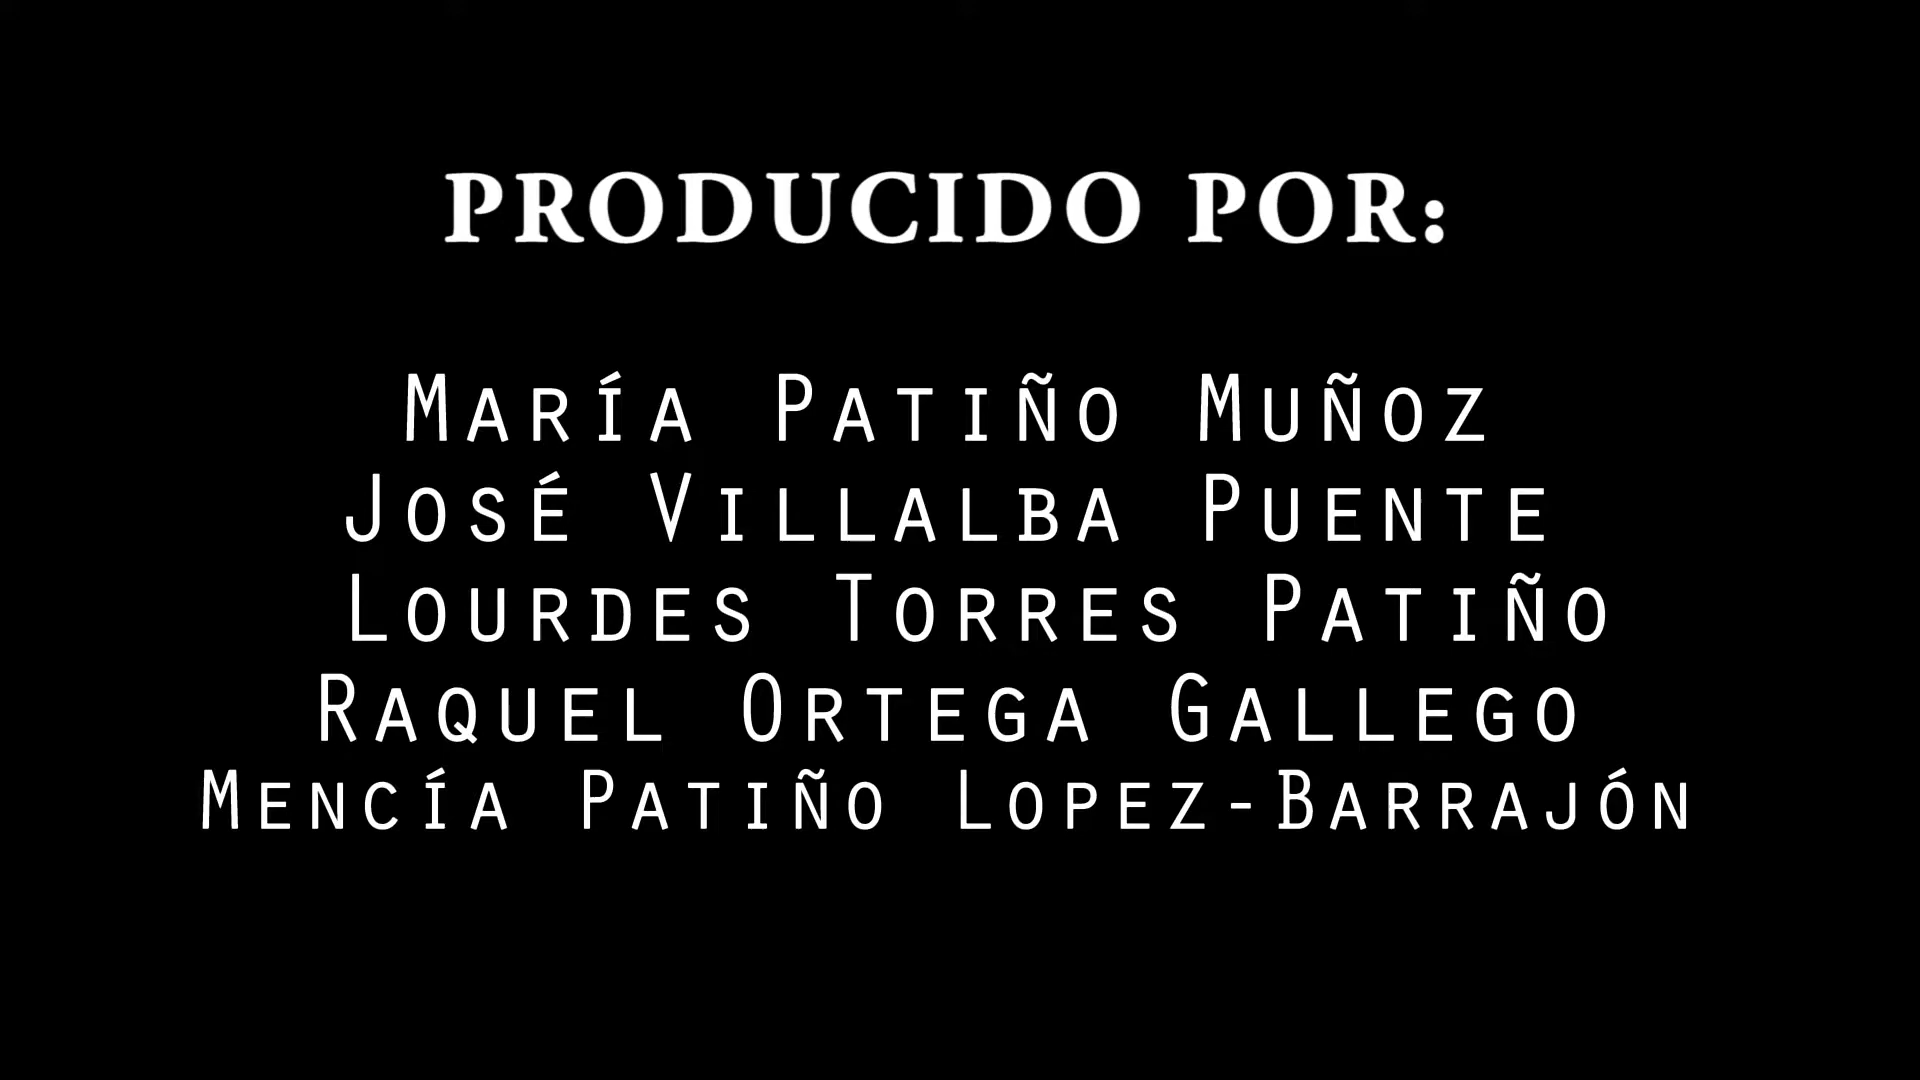 PRODUCIDO POR:
María Patiño Muñoz
José Villalba Puente
Lourdes Torres Patiño
Raquel Ortega Gallego
Mencía Patiño Lopez-Barrajón